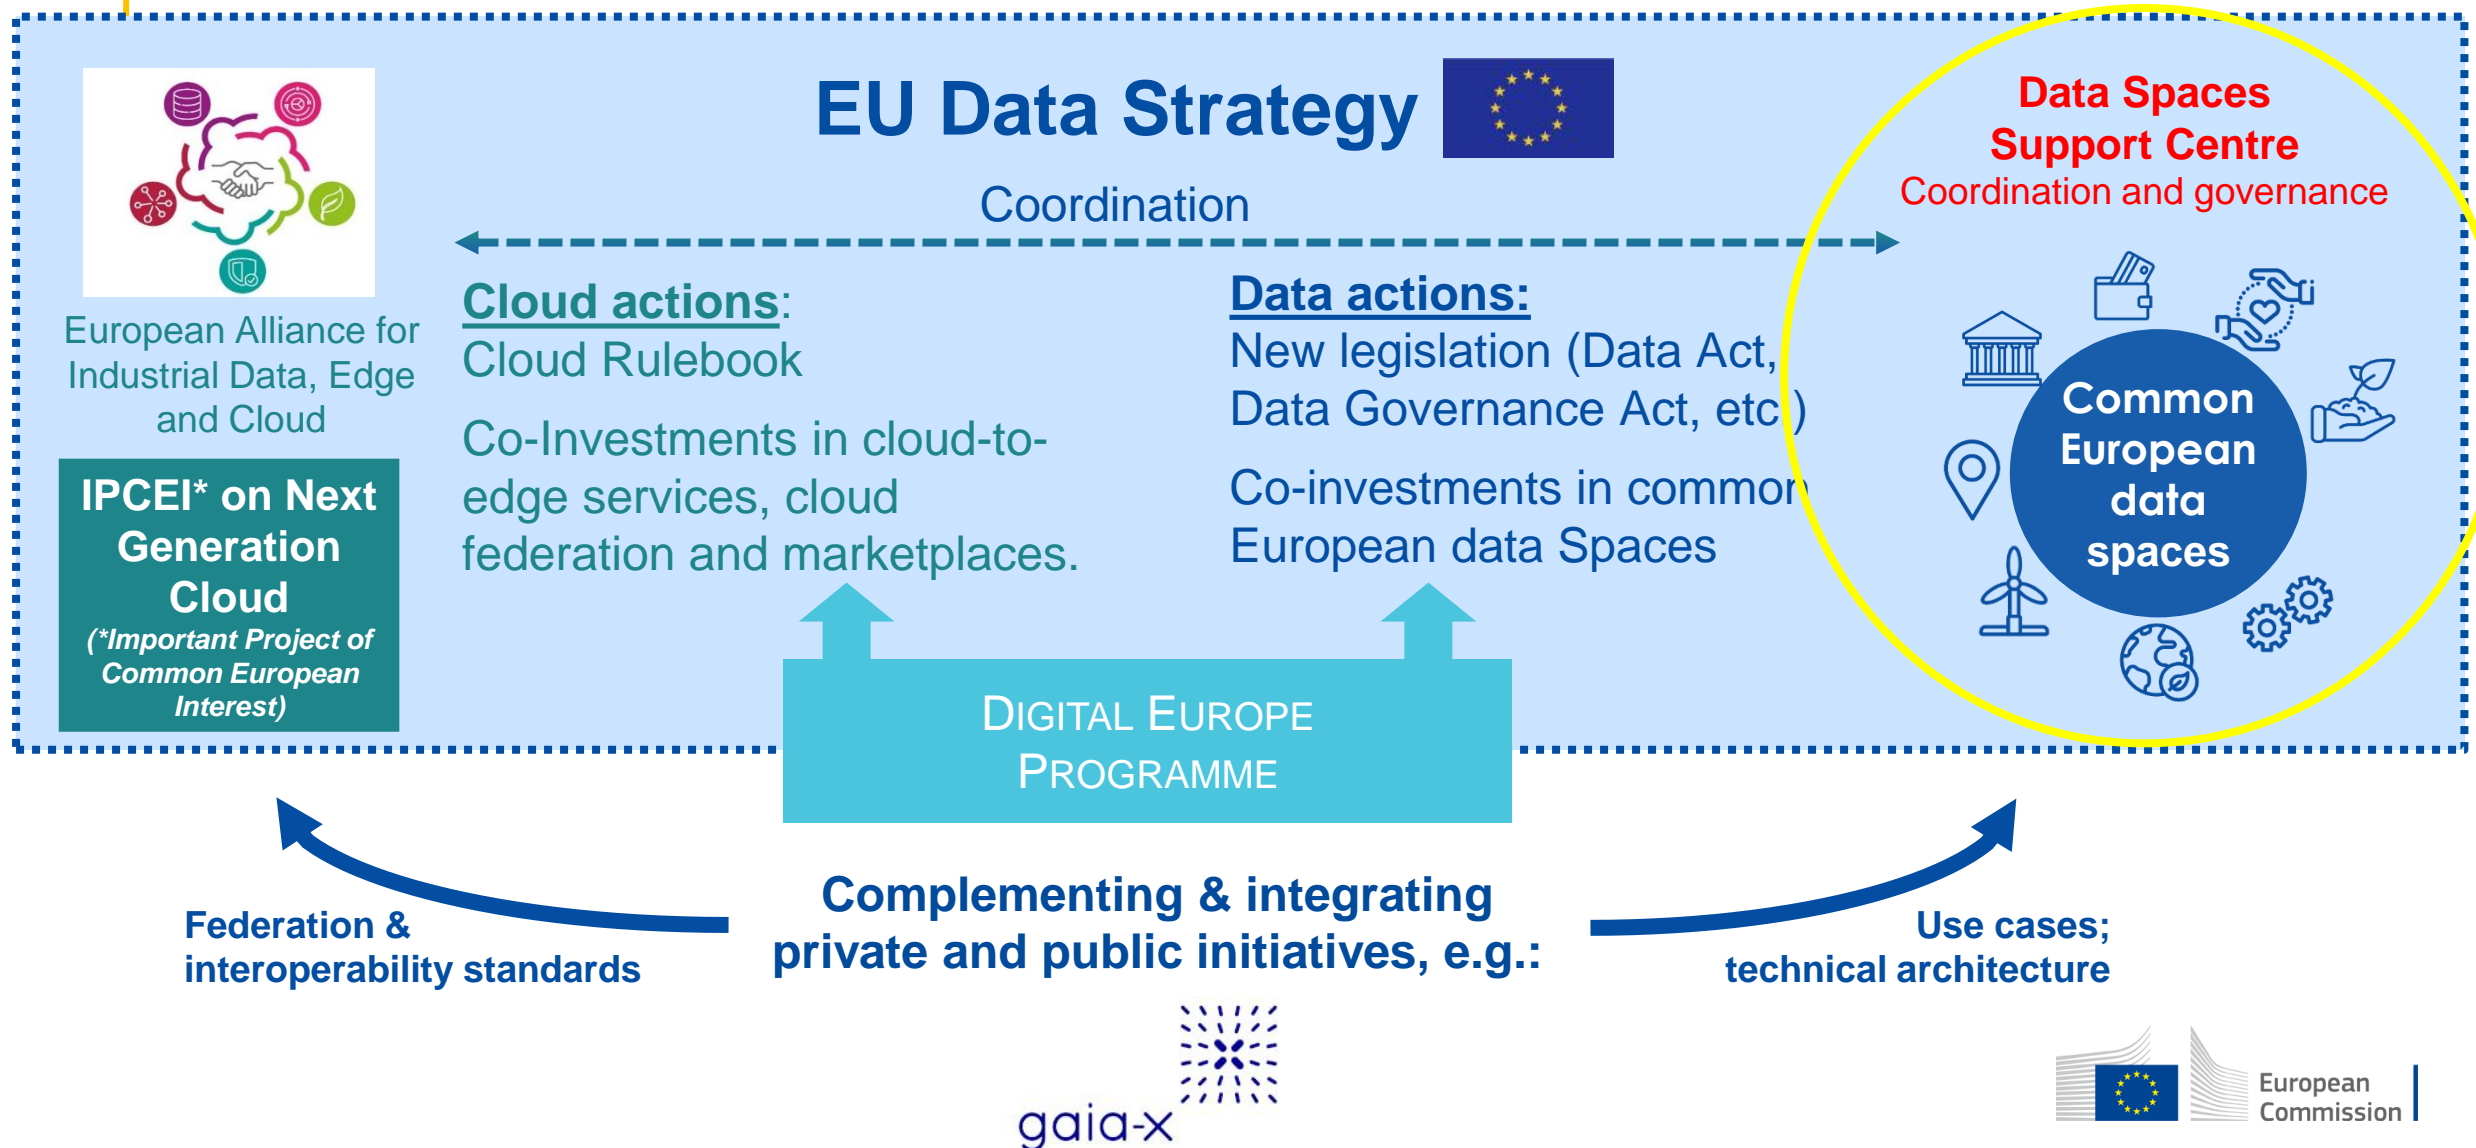 EU Data Strategy
Coordination
European Alliance for
Industrial Data, Edge
and Cloud
IPCEI* on Next
Generation
Cloud
(*Important Project of
Common European
Interest)
Cloud actions:
Cloud Rulebook
Co-Investments in cloud-to-
edge services, cloud
federation and marketplaces.
Data actions:
New legislation (Data Act,
Data Governance Act, etc.)
Co-investments in common
European data Spaces
Data Spaces
Support Centre
Coordination and governance
Common
European
data
spaces
DIGITAL EUROPE
PROGRAMME
Federation &
interoperability standards
Complementing & integrating
private and public initiatives, e.g.:
Use cases;
technical architecture
gaia-x
European
Commission